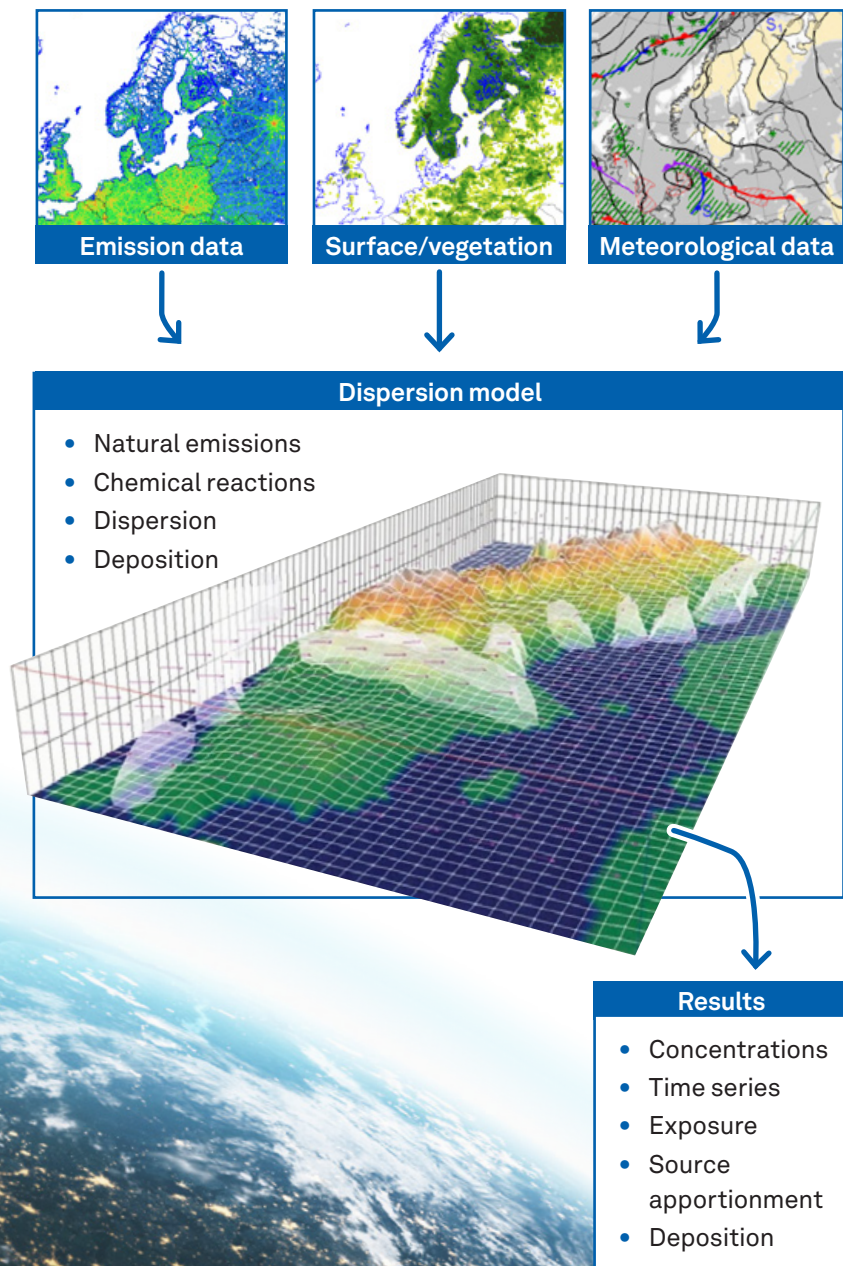 Emission data
Surface/vegetation
Meteorological data
Dispersion model
Natural emissions
Chemical reactions
Dispersion
Deposition
Results
Concentrations
Time series
Exposure
Source
apportionment
Deposition